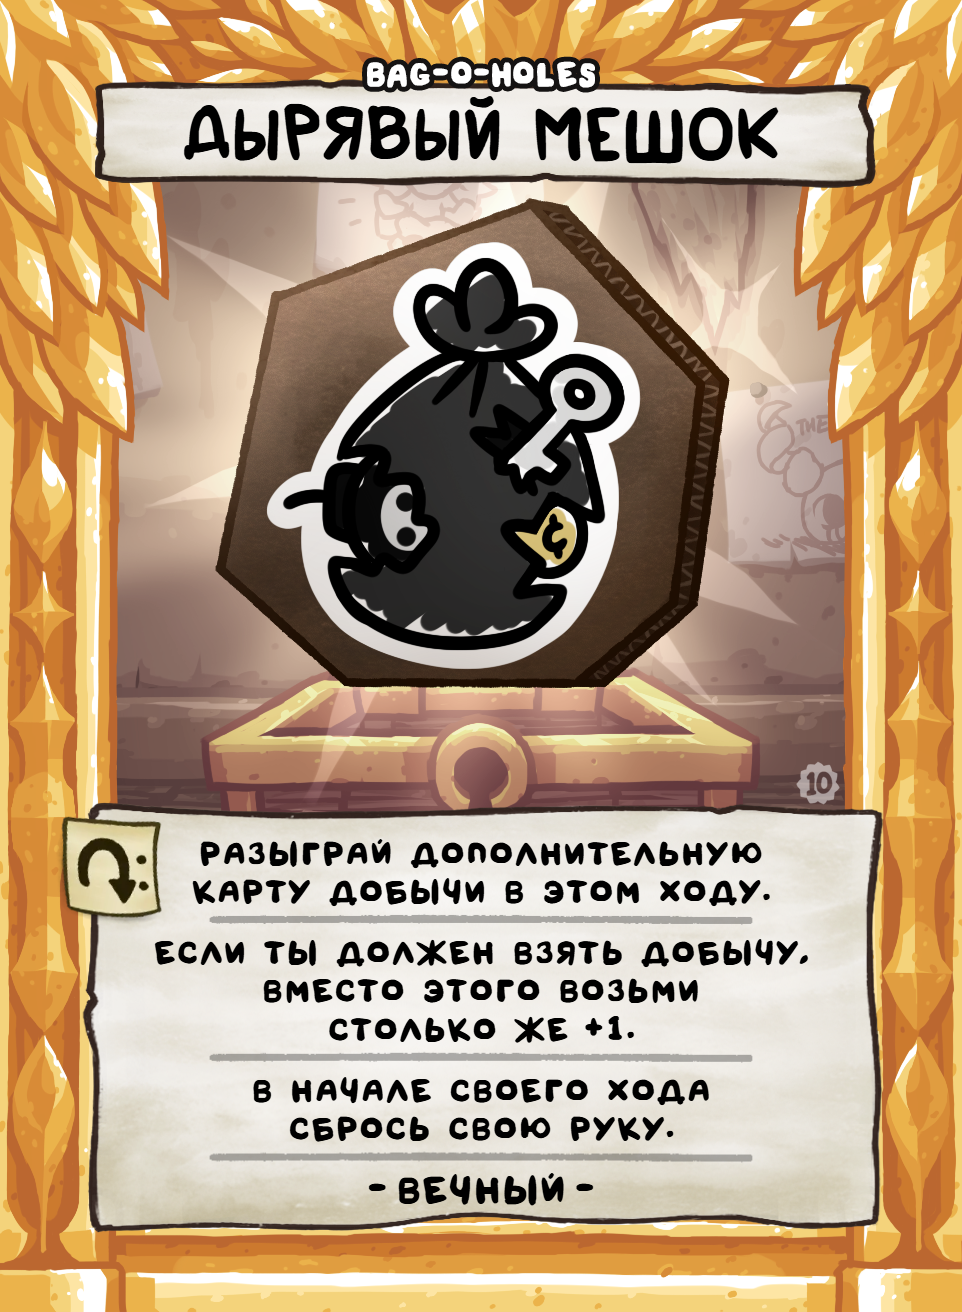 BAG-O-HOLES
ДЫРЯВЫЙ МЕШОК
THE
¢
10
РАЗЫГРАЙ ДОПОЛНИТЕЛЬНУЮ
КАРТУ ДОБЫЧИ В ЭТОМ ХОДУ.
ЕСЛИ ТЫ ДОЛЖЕН ВЗЯТЬ ДОБЫЧУ,
ВМЕСТО ЭТОГО ВОЗЬМИ
СТОЛЬКО ЖЕ +1.
В НАЧАЛЕ СВОЕГО ХОДА
СБРОСЬ СВОЮ РУКУ.
- ВЕЧНЫЙ -